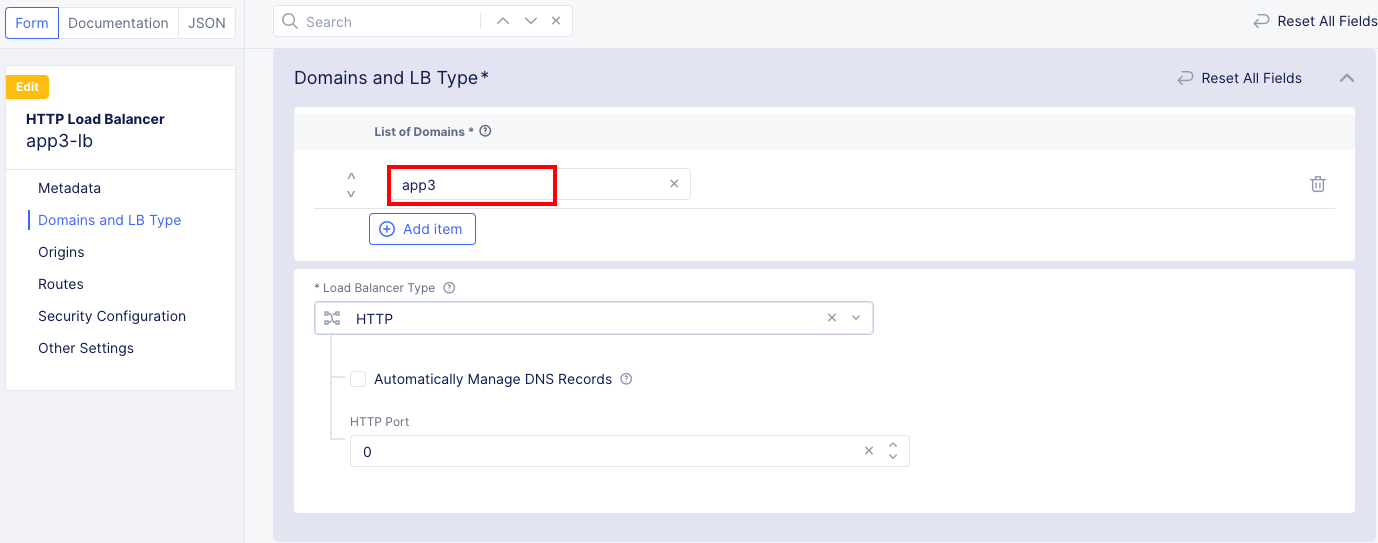 Form Documentation JSON
Search
Reset All Fields
Edit
HTTP Load Balancer
app3-lb
Metadata
Domains and LB Type
Origins
Routes
Security Configuration
Other Settings
Domains and LB Type*
Reset All Fields
List of Domains *
app3
Add item
* Load Balancer Type
HTTP
Automatically Manage DNS Records
HTTP Port
0